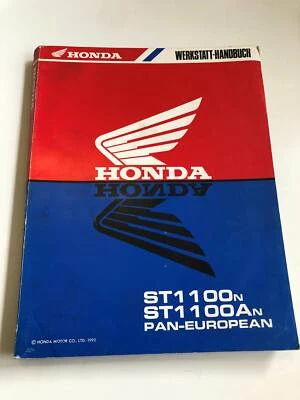 HONDA
WERKSTATT-HANDBUCH
HONDA
HONDA
ST1100N
ST1100AN
PAN-EUROPEAN
© HONDA MOTOR CO., LTD. 1992